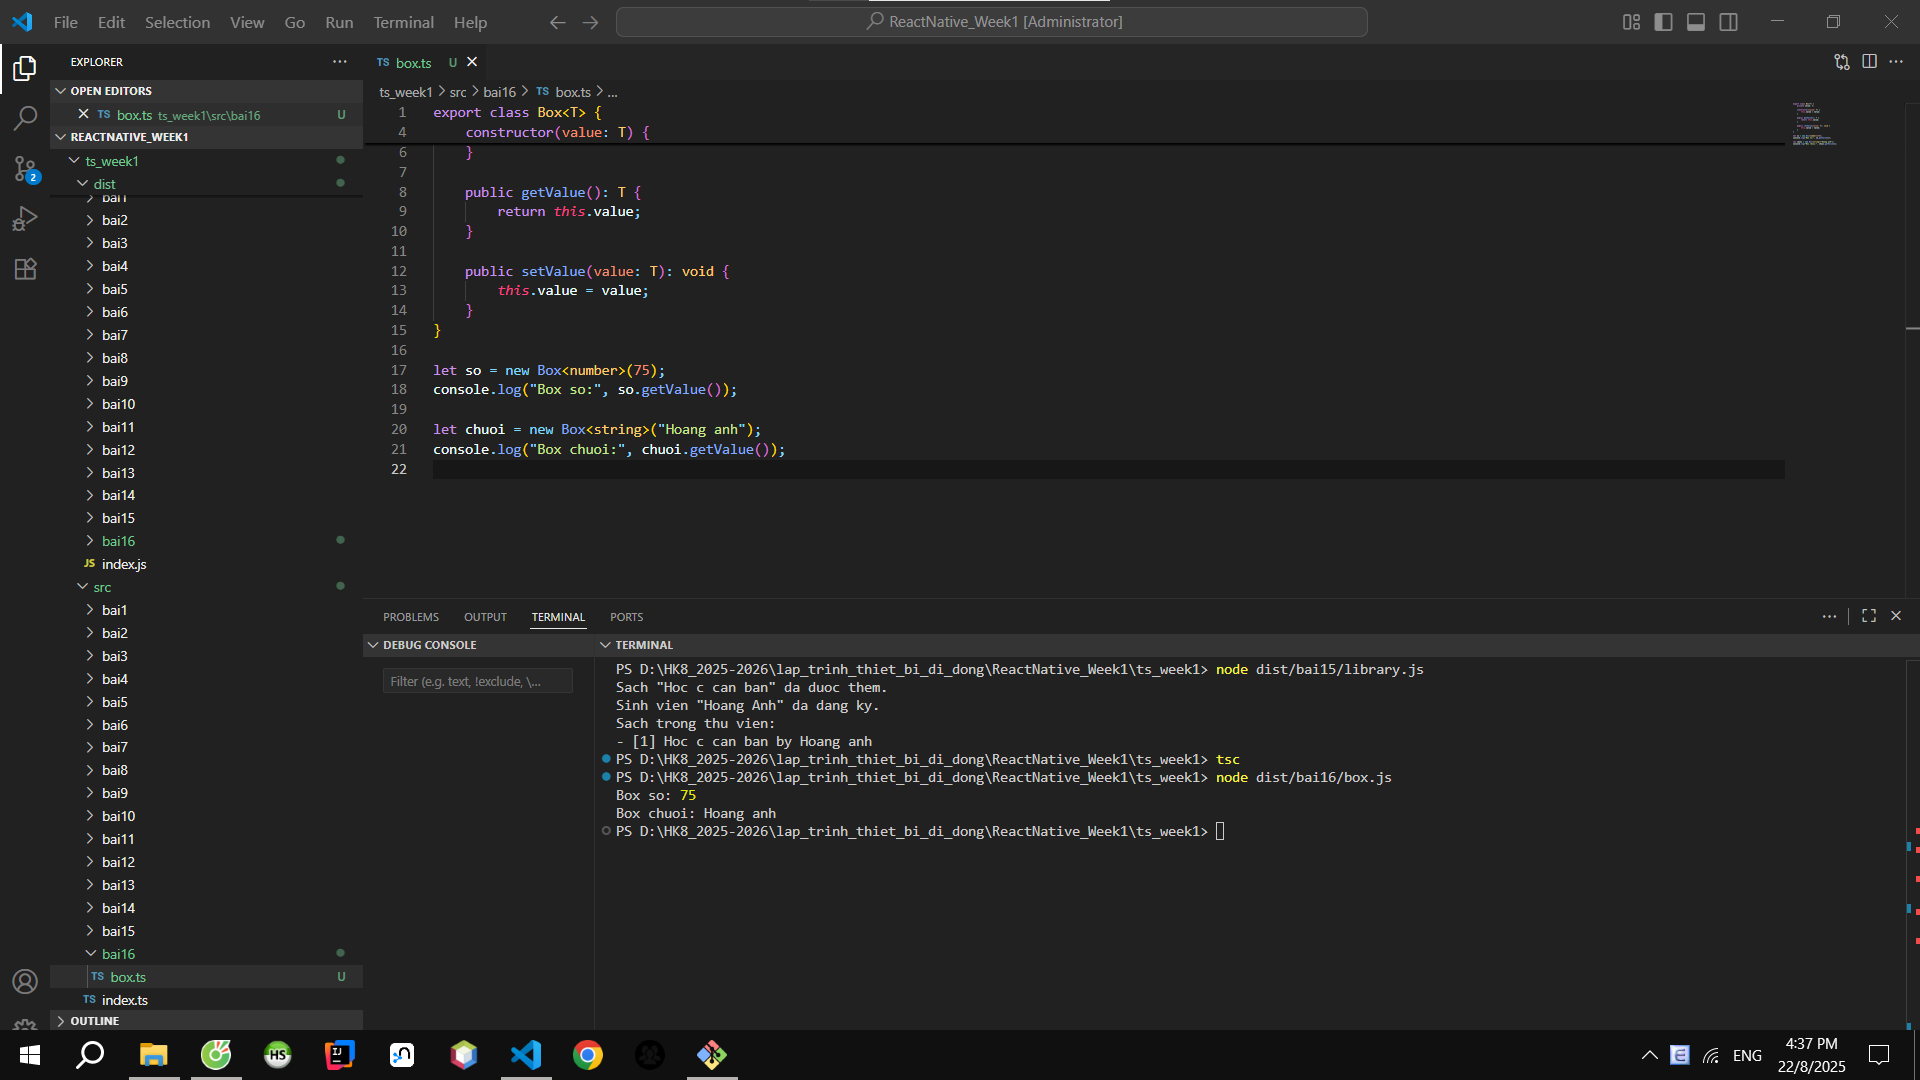 File Edit Selection View Go Run Terminal Help
ReactNative_Week1 [Administrator]
EXPLORER
OPEN EDITORS
TS box.ts ts_week1\src\bai16 U
REACTNATIVE_WEEK1
ts_week1
dist
bai1
bai2
bai3
bai4
bai5
bai6
bai7
bai8
bai9
bai10
bai11
bai12
bai13
bai14
bai15
bai16
JS index.js
src
bai1
bai2
bai3
bai4
bai5
bai6
bai7
bai8
bai9
bai10
bai11
bai12
bai13
bai14
bai15
bai16
TS box.ts U
TS index.ts
OUTLINE
2
TS box.ts U
ts_week1 > src > bai16 > TS box.ts > ...
1 export class Box<T> {
4 constructor(value: T) {
6 }
7
8 public getValue(): T {
9 return this.value;
10 }
11
12 public setValue(value: T): void {
13 this.value = value;
14 }
15 }
16
17 let so = new Box<number>(75);
18 console.log("Box so:", so.getValue());
19
20 let chuoi = new Box<string>("Hoang anh");
21 console.log("Box chuoi:", chuoi.getValue());
22
PROBLEMS OUTPUT TERMINAL PORTS
DEBUG CONSOLE
Filter (e.g. text, !exclude, \...
TERMINAL
PS D:\HK8_2025-2026\lap_trinh_thiet_bi_di_dong\ReactNative_Week1\ts_week1> node dist/bai15/library.js
Sach "Hoc c can ban" da duoc them.
Sinh vien "Hoang Anh" da dang ky.
Sach trong thu vien:
- [1] Hoc c can ban by Hoang anh
PS D:\HK8_2025-2026\lap_trinh_thiet_bi_di_dong\ReactNative_Week1\ts_week1> tsc
PS D:\HK8_2025-2026\lap_trinh_thiet_bi_di_dong\ReactNative_Week1\ts_week1> node dist/bai16/box.js
Box so: 75
Box chuoi: Hoang anh
PS D:\HK8_2025-2026\lap_trinh_thiet_bi_di_dong\ReactNative_Week1\ts_week1>
HS
IJ
E
ENG
4:37 PM
22/8/2025